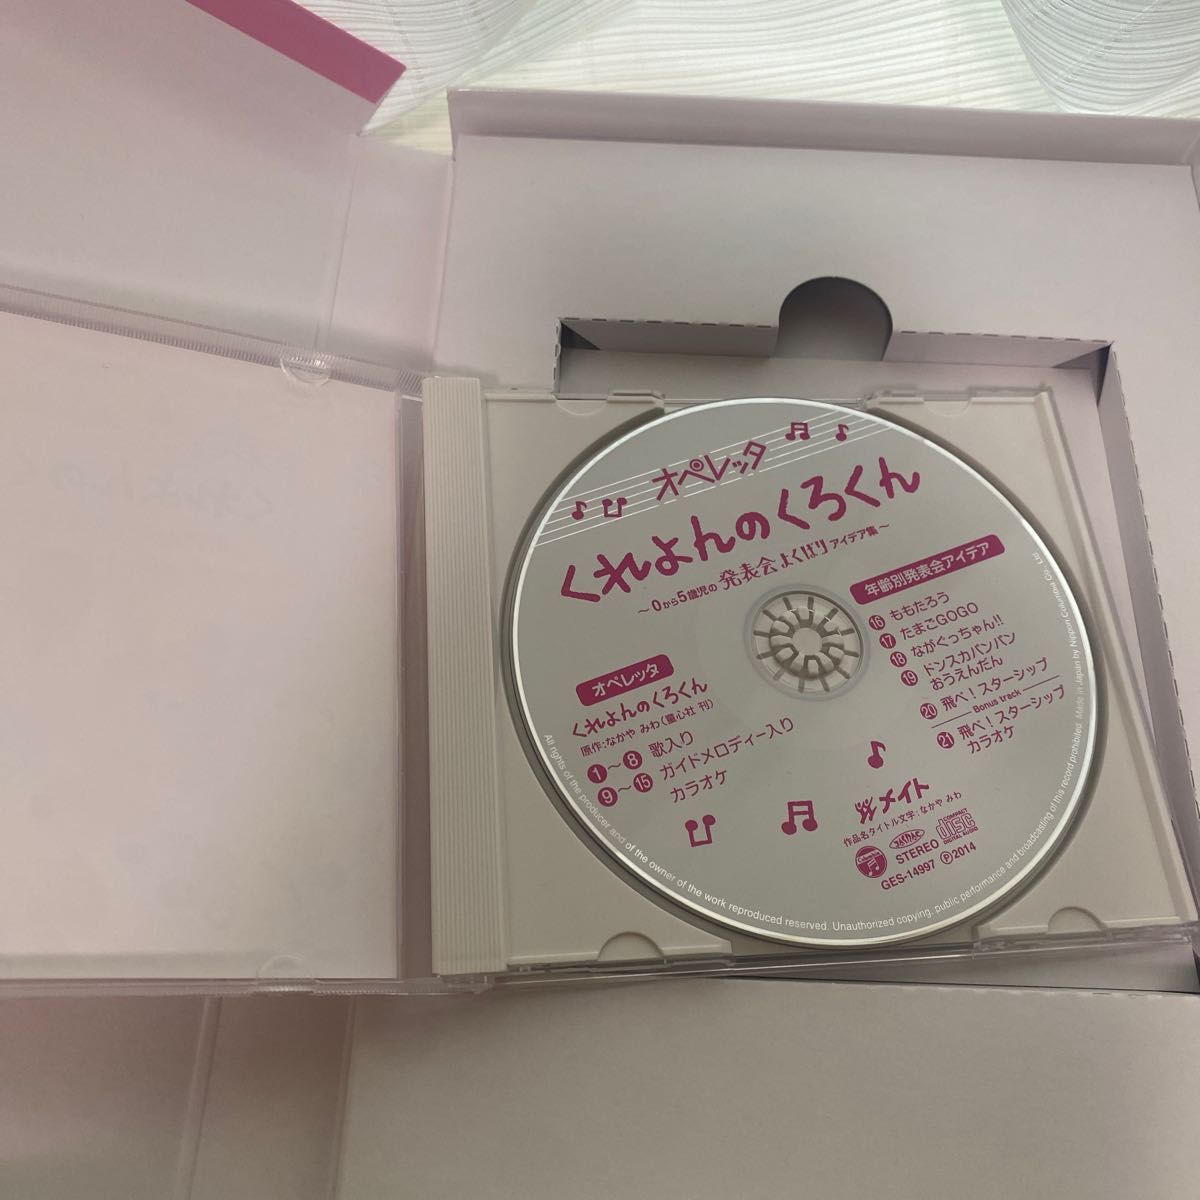 オペレッタ
くれよんのくろくん
～0から5歳児の 発表会よくばりアイデア集～
オペレッタ
くれよんのくろくん
原作:なかや みわ(童心社 刊)
1～8 歌入り
9～15 ガイドメロディー入り
カラオケ
年齢別発表会アイデア
16 ももたろう
17 たまごGOGO
18 ながぐっちゃん!!
19 ドンスカパンパン
おうえんだん
20 飛べ!スターシップ
Bonus track
21 飛べ!スターシップ
カラオケ
メイト
作品名タイトル文字:なかや みわ
Columbia
JASRAC
STEREO
COMPACT
disc
DIGITAL AUDIO
GES-14997 Ⓟ2014
All rights of the producer and of the owner of the work reproduced reserved. Unauthorized copying, public performance and broadcasting of this record prohibited. Made in Japan by Nippon Columbia Co., Ltd.